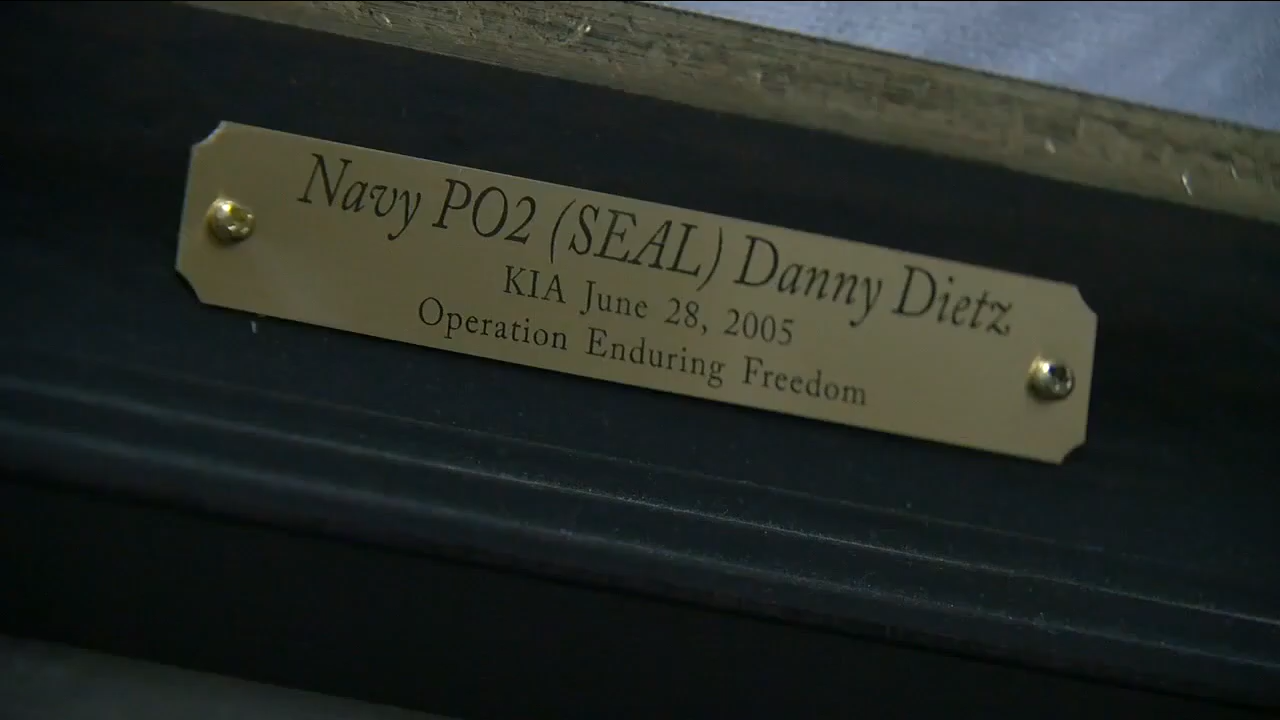 Navy PO2 (SEAL) Danny Dietz
KIA June 28, 2005
Operation Enduring Freedom